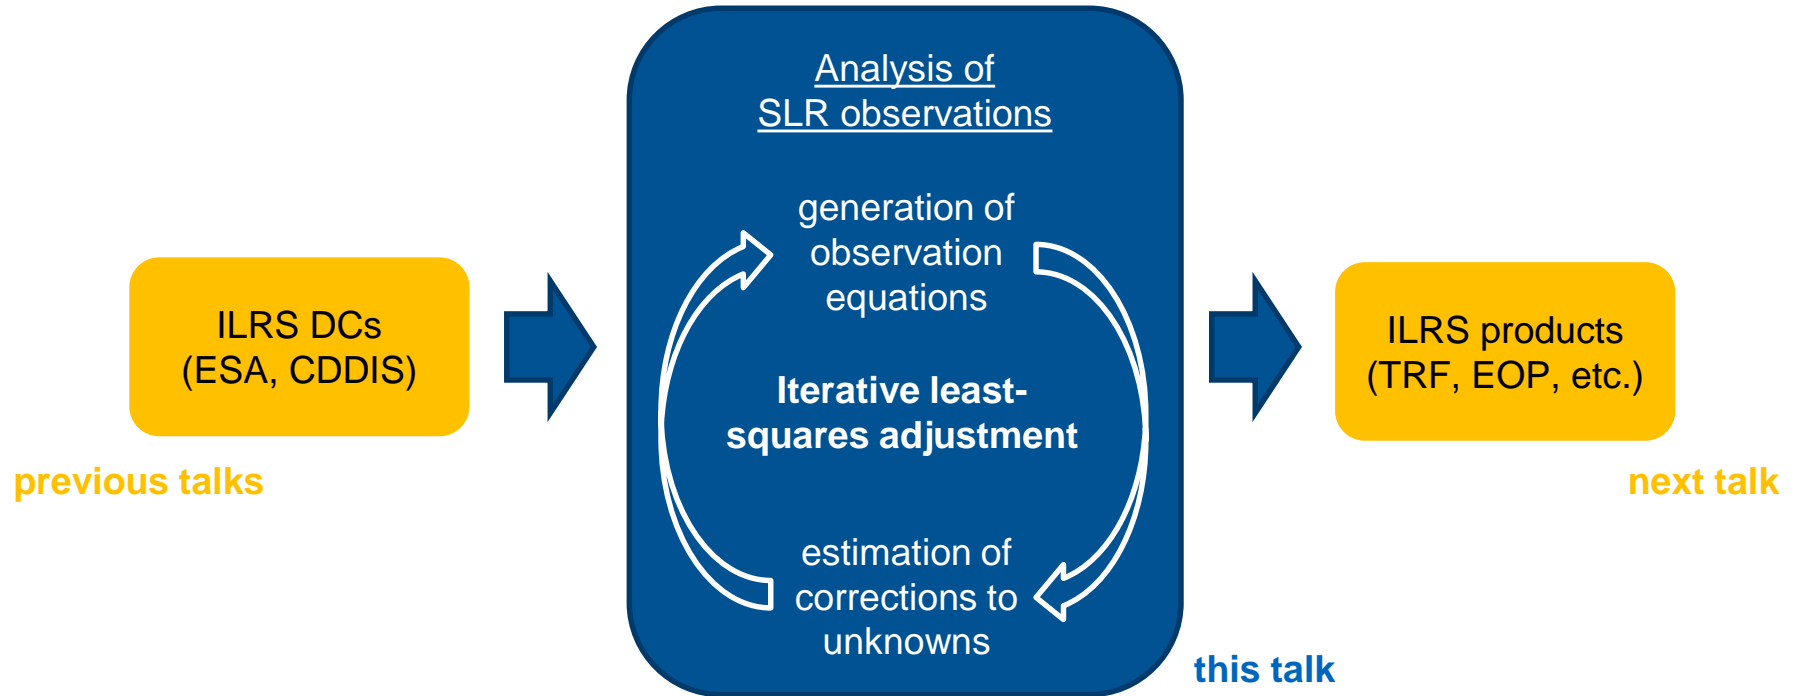 Analysis of
SLR observations
generation of
observation
equations
ILRS DCs
(ESA, CDDIS)
Iterative least-
squares adjustment
ILRS products
(TRF, EOP, etc.)
previous talks
next talk
estimation of
corrections to
unknowns
this talk